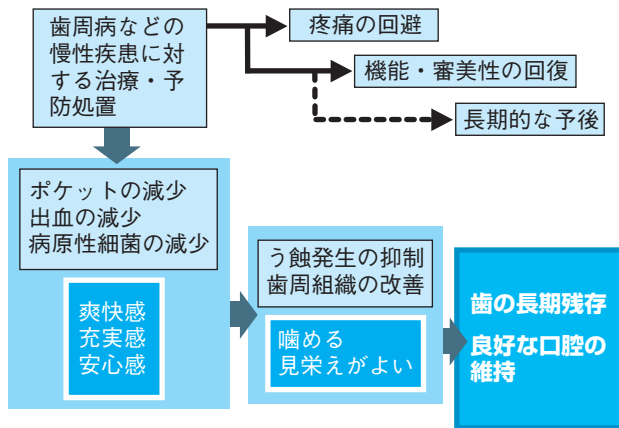 歯周病などの
慢性疾患に対
する治療・予
防処置
疼痛の回避
機能・審美性の回復
長期的な予後
ポケットの減少
出血の減少
病原性細菌の減少
爽快感
充実感
安心感
う蝕発生の抑制
歯周組織の改善
噛める
見栄えがよい
歯の長期残存
良好な口腔の
維持